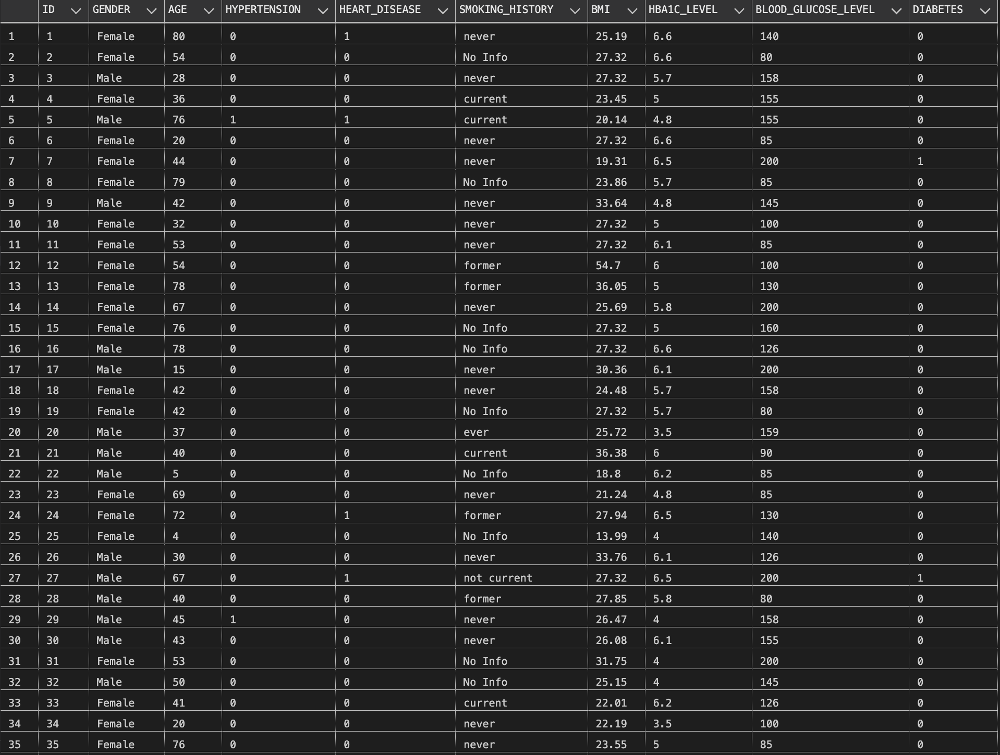 ID GENDER AGE HYPERTENSION HEART_DISEASE SMOKING_HISTORY BMI HBA1C_LEVEL BLOOD_GLUCOSE_LEVEL DIABETES
1 1 Female 80 0 1 never 25.19 6.6 140 0
2 2 Female 54 0 0 No Info 27.32 6.6 80 0
3 3 Male 28 0 0 never 27.32 5.7 158 0
4 4 Female 36 0 0 current 23.45 5 155 0
5 5 Male 76 1 1 current 20.14 4.8 155 0
6 6 Female 20 0 0 never 27.32 6.6 85 0
7 7 Female 44 0 0 never 19.31 6.5 200 1
8 8 Female 79 0 0 No Info 23.86 5.7 85 0
9 9 Male 42 0 0 never 33.64 4.8 145 0
10 10 Female 32 0 0 never 27.32 5 100 0
11 11 Female 53 0 0 never 27.32 6.1 85 0
12 12 Female 54 0 0 former 54.7 6 100 0
13 13 Female 78 0 0 former 36.05 5 130 0
14 14 Female 67 0 0 never 25.69 5.8 200 0
15 15 Female 76 0 0 No Info 27.32 5 160 0
16 16 Male 78 0 0 No Info 27.32 6.6 126 0
17 17 Male 15 0 0 never 30.36 6.1 200 0
18 18 Female 42 0 0 never 24.48 5.7 158 0
19 19 Female 42 0 0 No Info 27.32 5.7 80 0
20 20 Male 37 0 0 ever 25.72 3.5 159 0
21 21 Male 40 0 0 current 36.38 6 90 0
22 22 Male 5 0 0 No Info 18.8 6.2 85 0
23 23 Female 69 0 0 never 21.24 4.8 85 0
24 24 Female 72 0 1 former 27.94 6.5 130 0
25 25 Female 4 0 0 No Info 13.99 4 140 0
26 26 Male 30 0 0 never 33.76 6.1 126 0
27 27 Male 67 0 1 not current 27.32 6.5 200 1
28 28 Male 40 0 0 former 27.85 5.8 80 0
29 29 Male 45 1 0 never 26.47 4 158 0
30 30 Male 43 0 0 never 26.08 6.1 155 0
31 31 Female 53 0 0 No Info 31.75 4 200 0
32 32 Male 50 0 0 No Info 25.15 4 145 0
33 33 Female 41 0 0 current 22.01 6.2 126 0
34 34 Female 20 0 0 never 22.19 3.5 100 0
35 35 Female 76 0 0 never 23.55 5 85 0